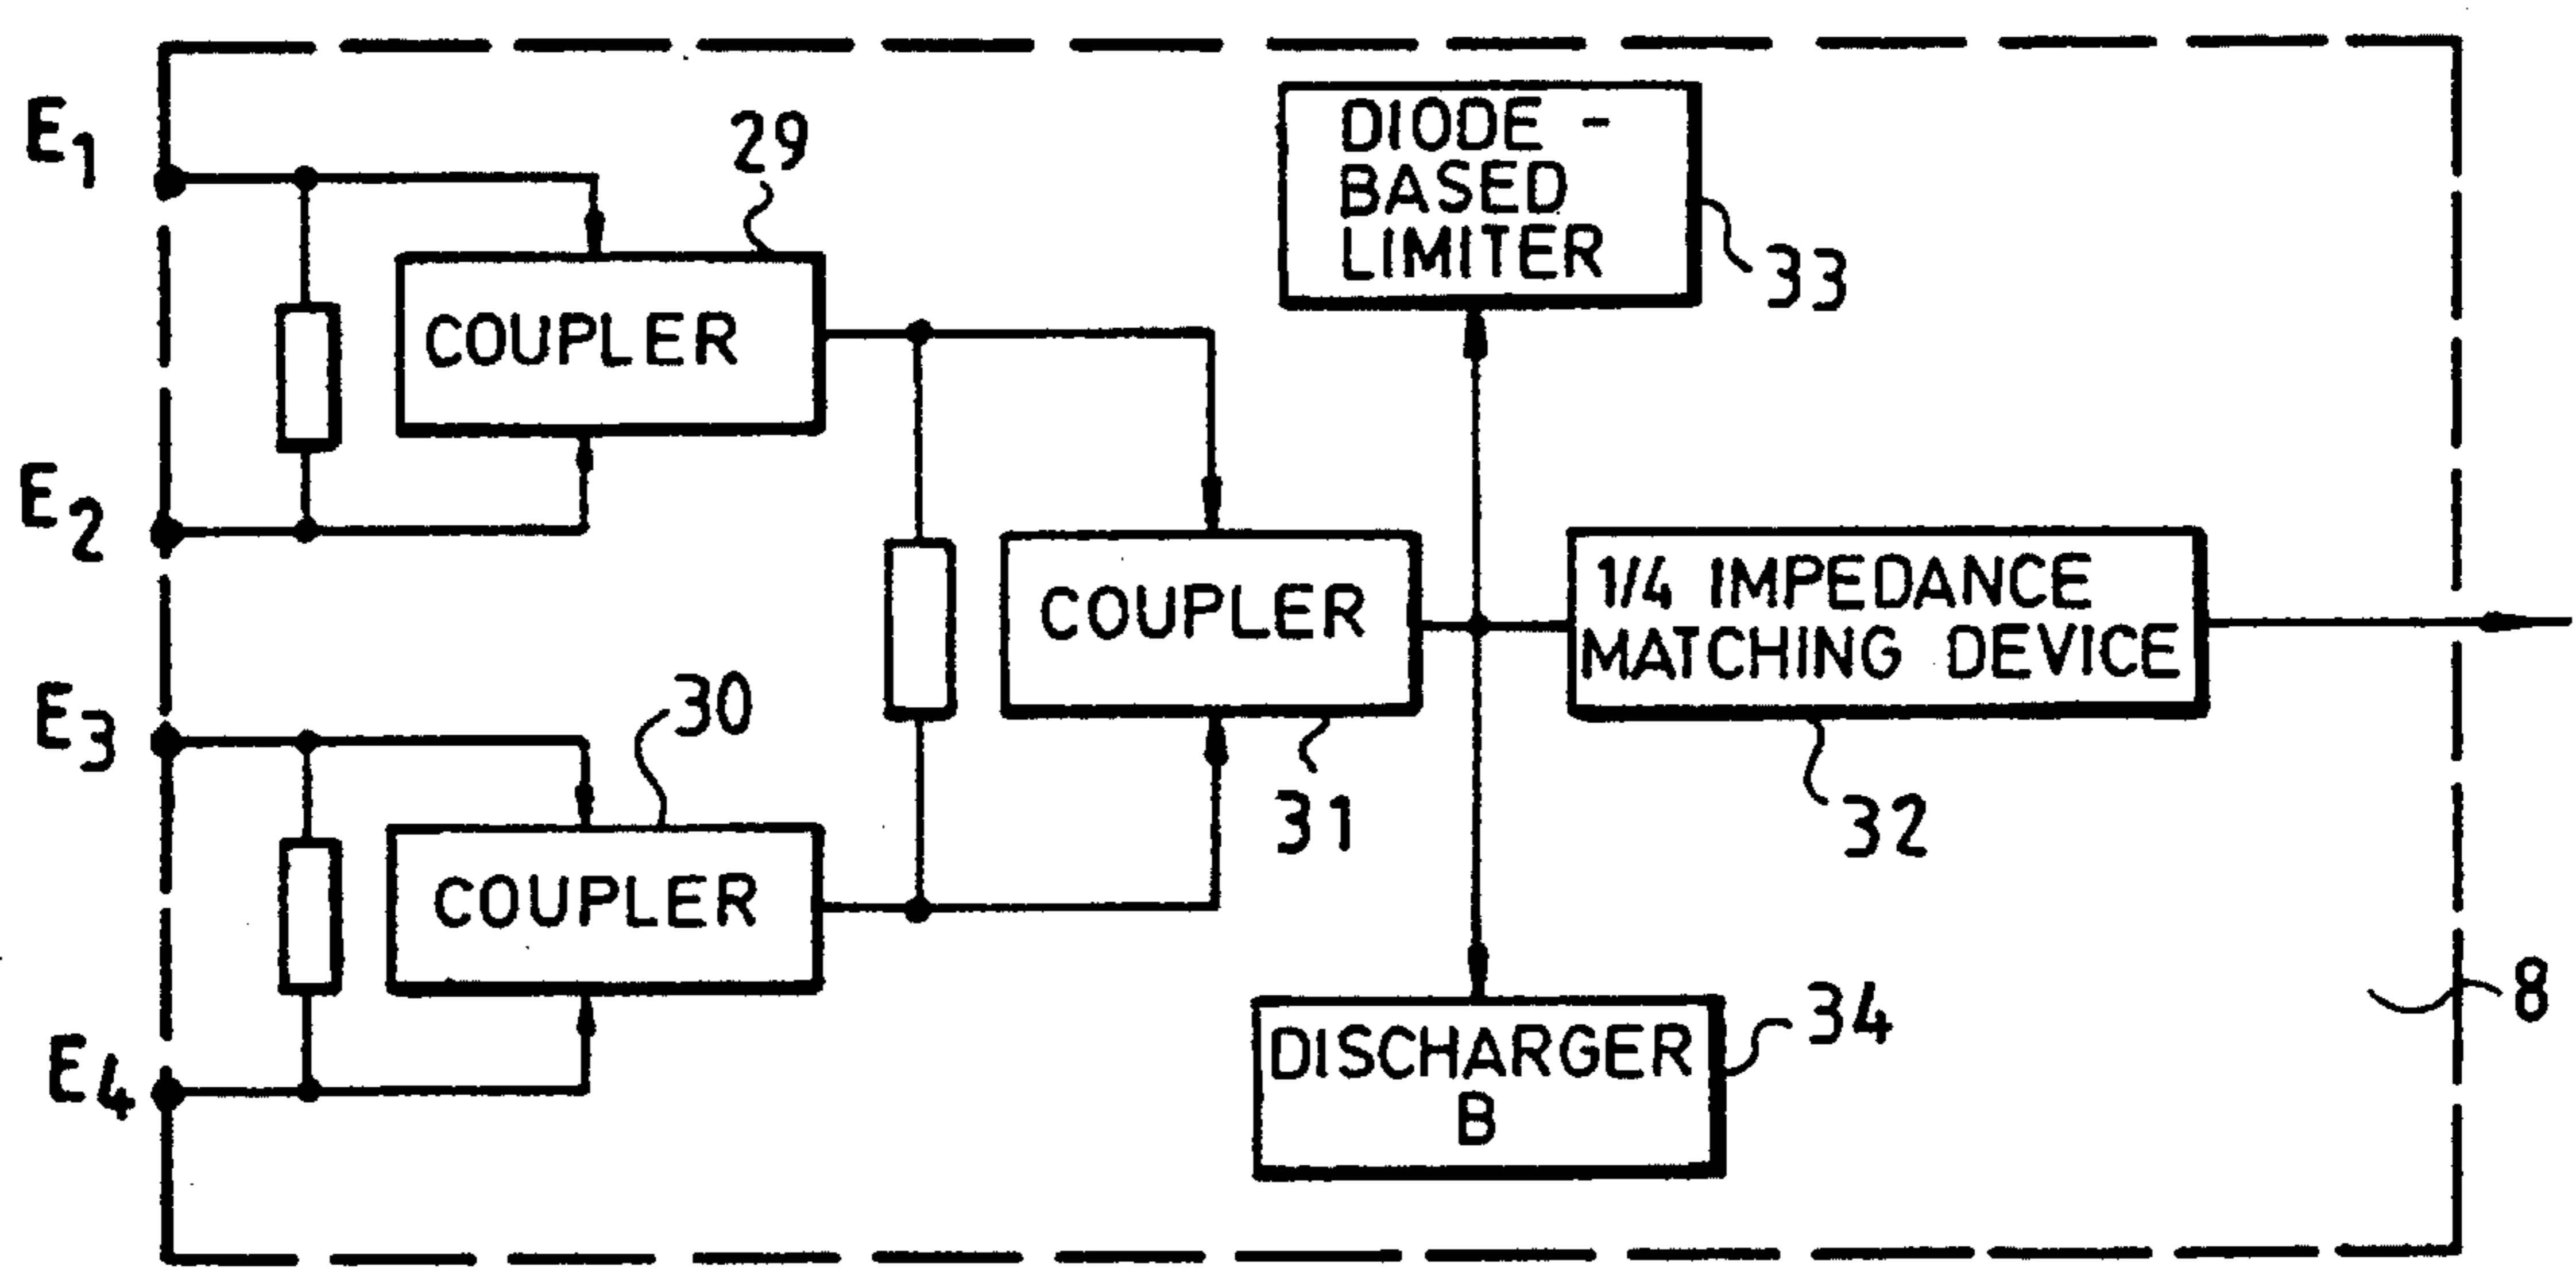 E1
29
COUPLER
E2
DIODE -
BASED
LIMITER
33
COUPLER
31
1/4 IMPEDANCE
MATCHING DEVICE
32
E3
30
COUPLER
E4
DISCHARGER
B
34
8